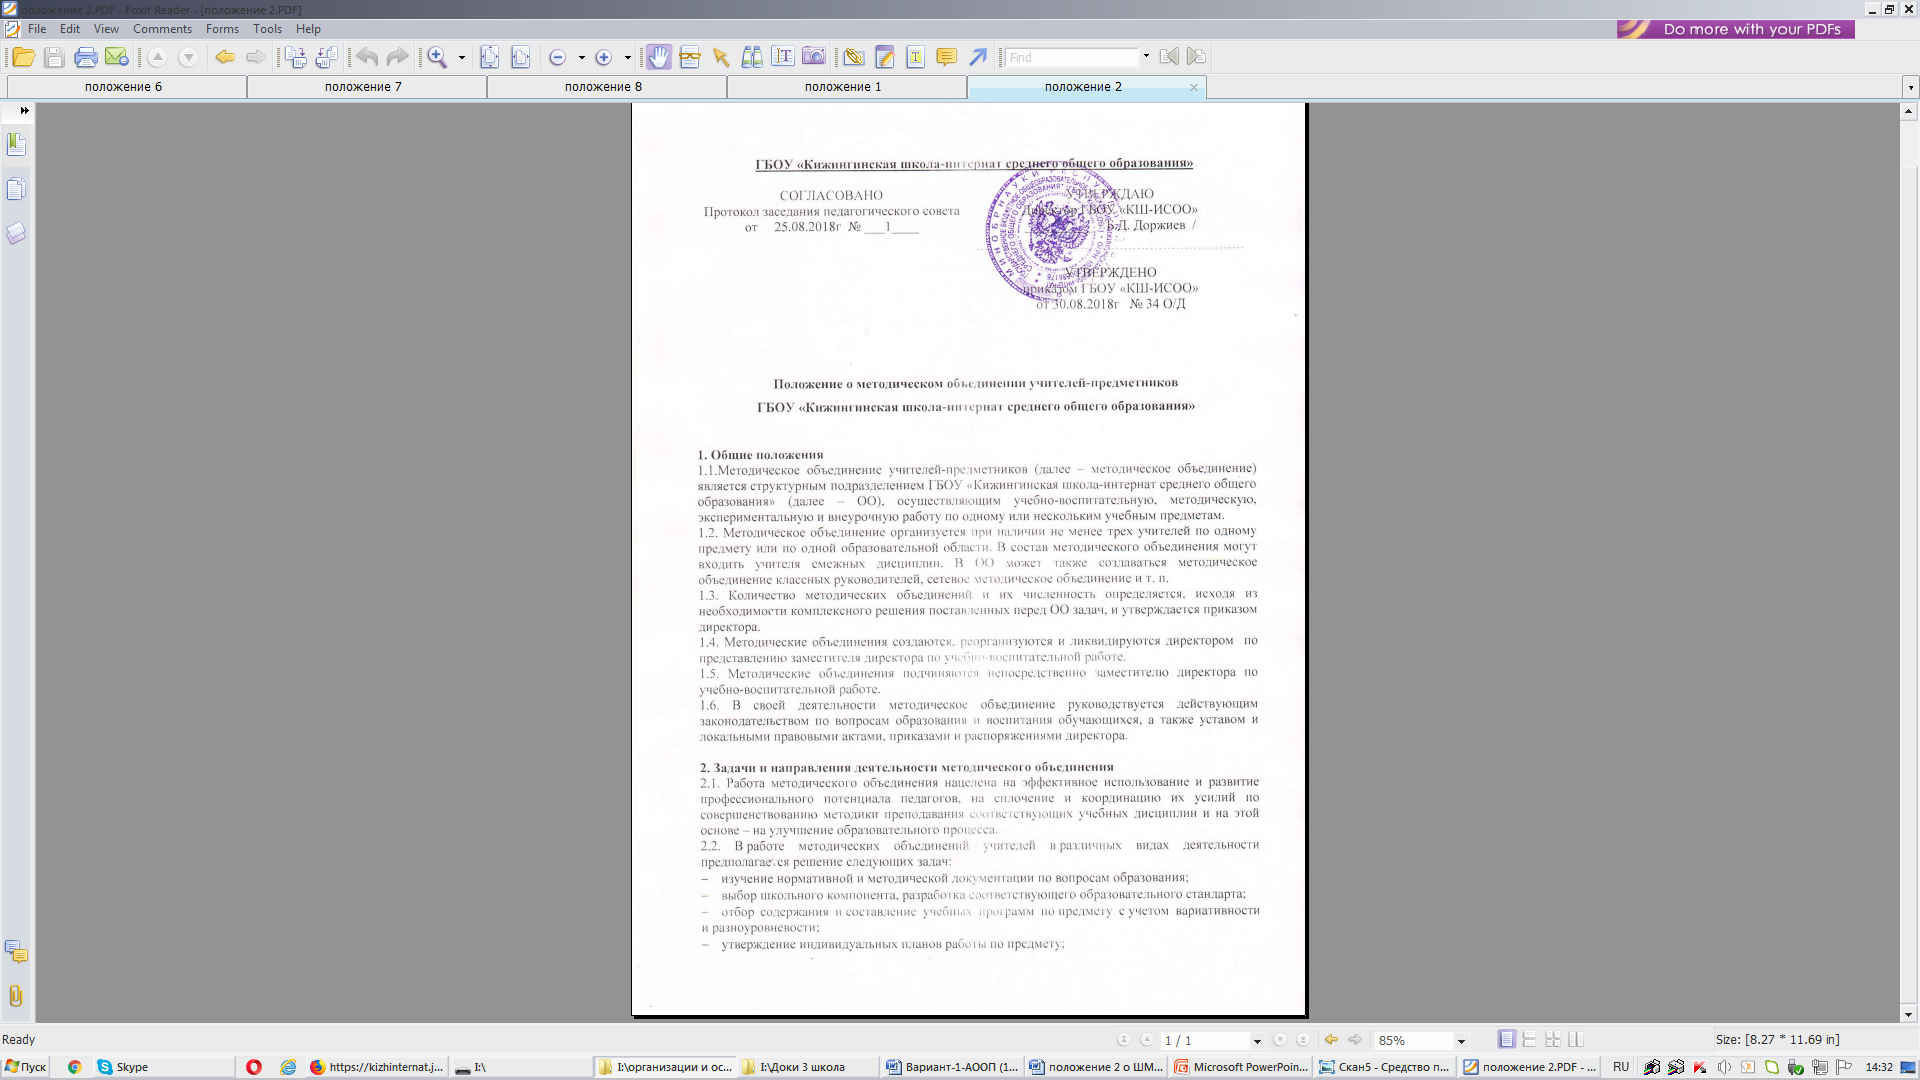 положение 2.PDF - Foxit Reader - [положение 2.PDF]
File Edit View Comments Forms Tools Help
Do more with your PDFs
Find
положение 6 положение 7 положение 8 положение 1 положение 2
ГБОУ «Кижингинская школа-интернат среднего общего образования»
СОГЛАСОВАНО
Протокол заседания педагогического совета
от 25.08.2018г № ___1____
УТВЕРЖДАЮ
Директор ГБОУ «КШ-ИСОО»
Б.Д. Доржиев /
УТВЕРЖДЕНО
приказом ГБОУ «КШ-ИСОО»
от 30.08.2018г № 34 О/Д
Положение о методическом объединении учителей-предметников
ГБОУ «Кижингинская школа-интернат среднего общего образования»
1. Общие положения
1.1.Методическое объединение учителей-предметников (далее – методическое объединение)
является структурным подразделением ГБОУ «Кижингинская школа-интернат среднего общего
образования» (далее – ОО), осуществляющим учебно-воспитательную, методическую,
экспериментальную и внеурочную работу по одному или нескольким учебным предметам.
1.2. Методическое объединение организуется при наличии не менее трех учителей по одному
предмету или по одной образовательной области. В состав методического объединения могут
входить учителя смежных дисциплин. В ОО может также создаваться методическое
объединение классных руководителей, сетевое методическое объединение и т. п.
1.3. Количество методических объединений и их численность определяется, исходя из
необходимости комплексного решения поставленных перед ОО задач, и утверждается приказом
директора.
1.4. Методические объединения создаются, реорганизуются и ликвидируются директором по
представлению заместителя директора по учебно-воспитательной работе.
1.5. Методические объединения подчиняются непосредственно заместителю директора по
учебно-воспитательной работе.
1.6. В своей деятельности методическое объединение руководствуется действующим
законодательством по вопросам образования и воспитания обучающихся, а также уставом и
локальными правовыми актами, приказами и распоряжениями директора.
2. Задачи и направления деятельности методического объединения
2.1. Работа методического объединения нацелена на эффективное использование и развитие
профессионального потенциала педагогов, на сплочение и координацию их усилий по
совершенствованию методики преподавания соответствующих учебных дисциплин и на этой
основе – на улучшение образовательного процесса.
2.2. В работе методических объединений учителей в различных видах деятельности
предполагается решение следующих задач:
– изучение нормативной и методической документации по вопросам образования;
– выбор школьного компонента, разработка соответствующего образовательного стандарта;
– отбор содержания и составление учебных программ по предмету с учетом вариативности
и разноуровневости;
– утверждение индивидуальных планов работы по предмету;
Ready 1 / 1 85% Size: [8.27 * 11.69 in]
Пуск Skype https://kizhinternat.j... I:\ I:\организации и ос... I:\Доки 3 школа Вариант-1-АООП (1... положение 2 о ШМ... Microsoft PowerPoin... Скан5 - Средство п... положение 2.PDF - ... RU 14:32